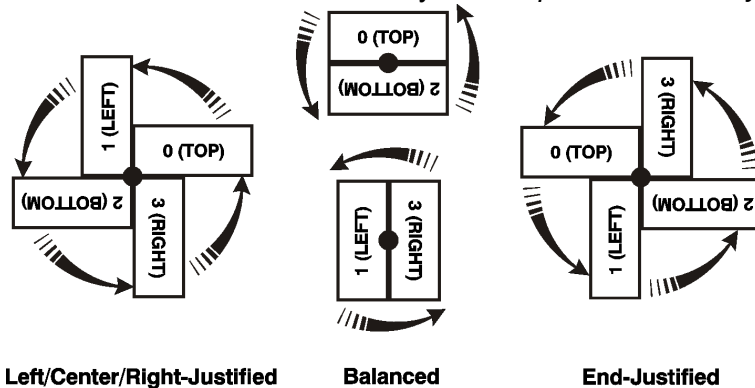 0 (TOP)
2 (BOTTOM)
1 (LEFT)
0 (TOP)
2 (BOTTOM)
3 (RIGHT)
1 (LEFT)
3 (RIGHT)
3 (RIGHT)
0 (TOP)
2 (BOTTOM)
1 (LEFT)
Left/Center/Right-Justified
Balanced
End-Justified